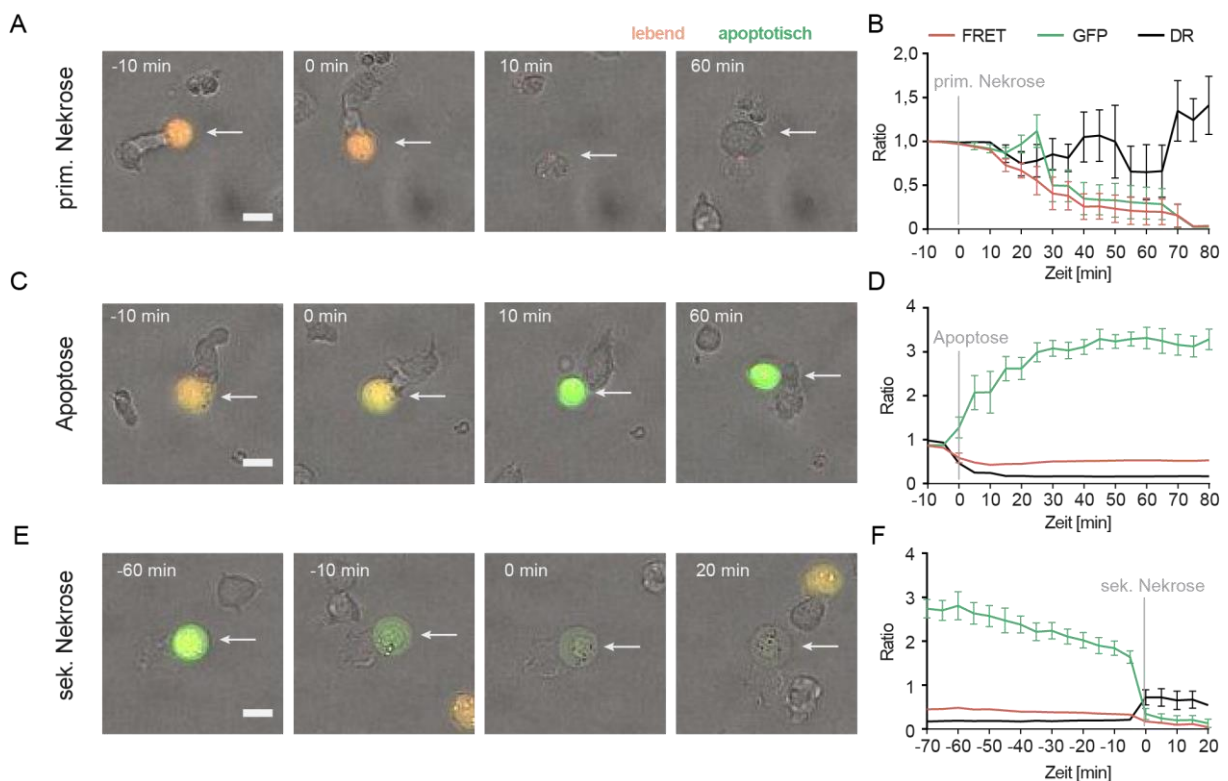 A
lebend apoptotisch
prim. Nekrose
-10 min
0 min
10 min
60 min
B
FRET GFP DR
prim. Nekrose
Ratio
2,0
1,5
1,0
0,5
0
-10 0 10 20 30 40 50 60 70 80
Zeit [min]
C
Apoptose
-10 min
0 min
10 min
60 min
D
Apoptose
Ratio
4
3
2
1
0
-10 0 10 20 30 40 50 60 70 80
Zeit [min]
E
sek. Nekrose
-60 min
-10 min
0 min
20 min
F
sek. Nekrose
Ratio
4
3
2
1
0
-70 -60 -50 -40 -30 -20 -10 0 10 20
Zeit [min]